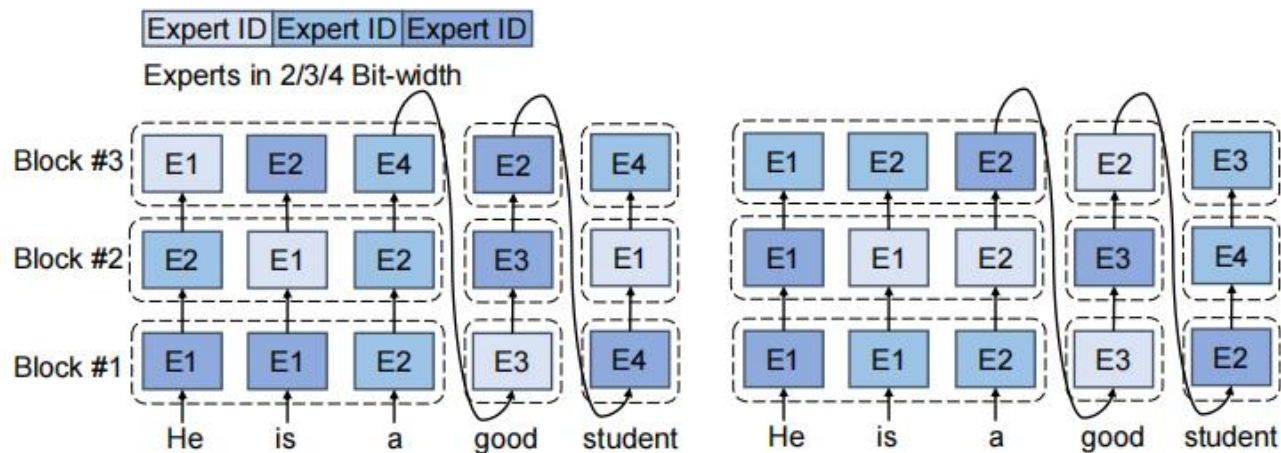 Expert ID Expert ID Expert ID
Experts in 2/3/4 Bit-width
Block #3 E1 E2 E4 E2 E4 E1 E2 E2 E2 E3
Block #2 E2 E1 E2 E3 E1 E1 E1 E2 E3 E4
Block #1 E1 E1 E2 E3 E4 E1 E1 E2 E3 E2
He is a good student He is a good student